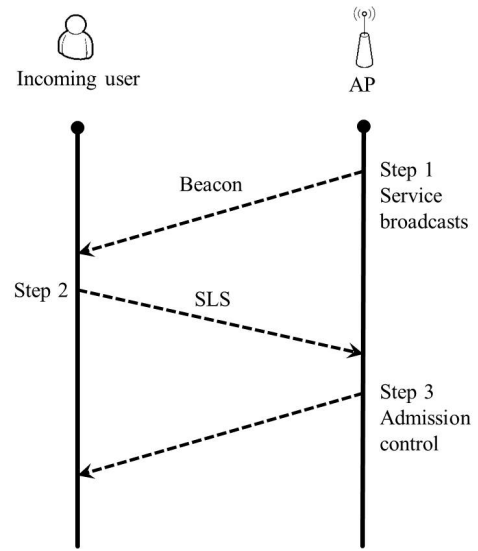 Incoming user
AP
Beacon
Step 1
Service
broadcasts
Step 2
SLS
Step 3
Admission
control